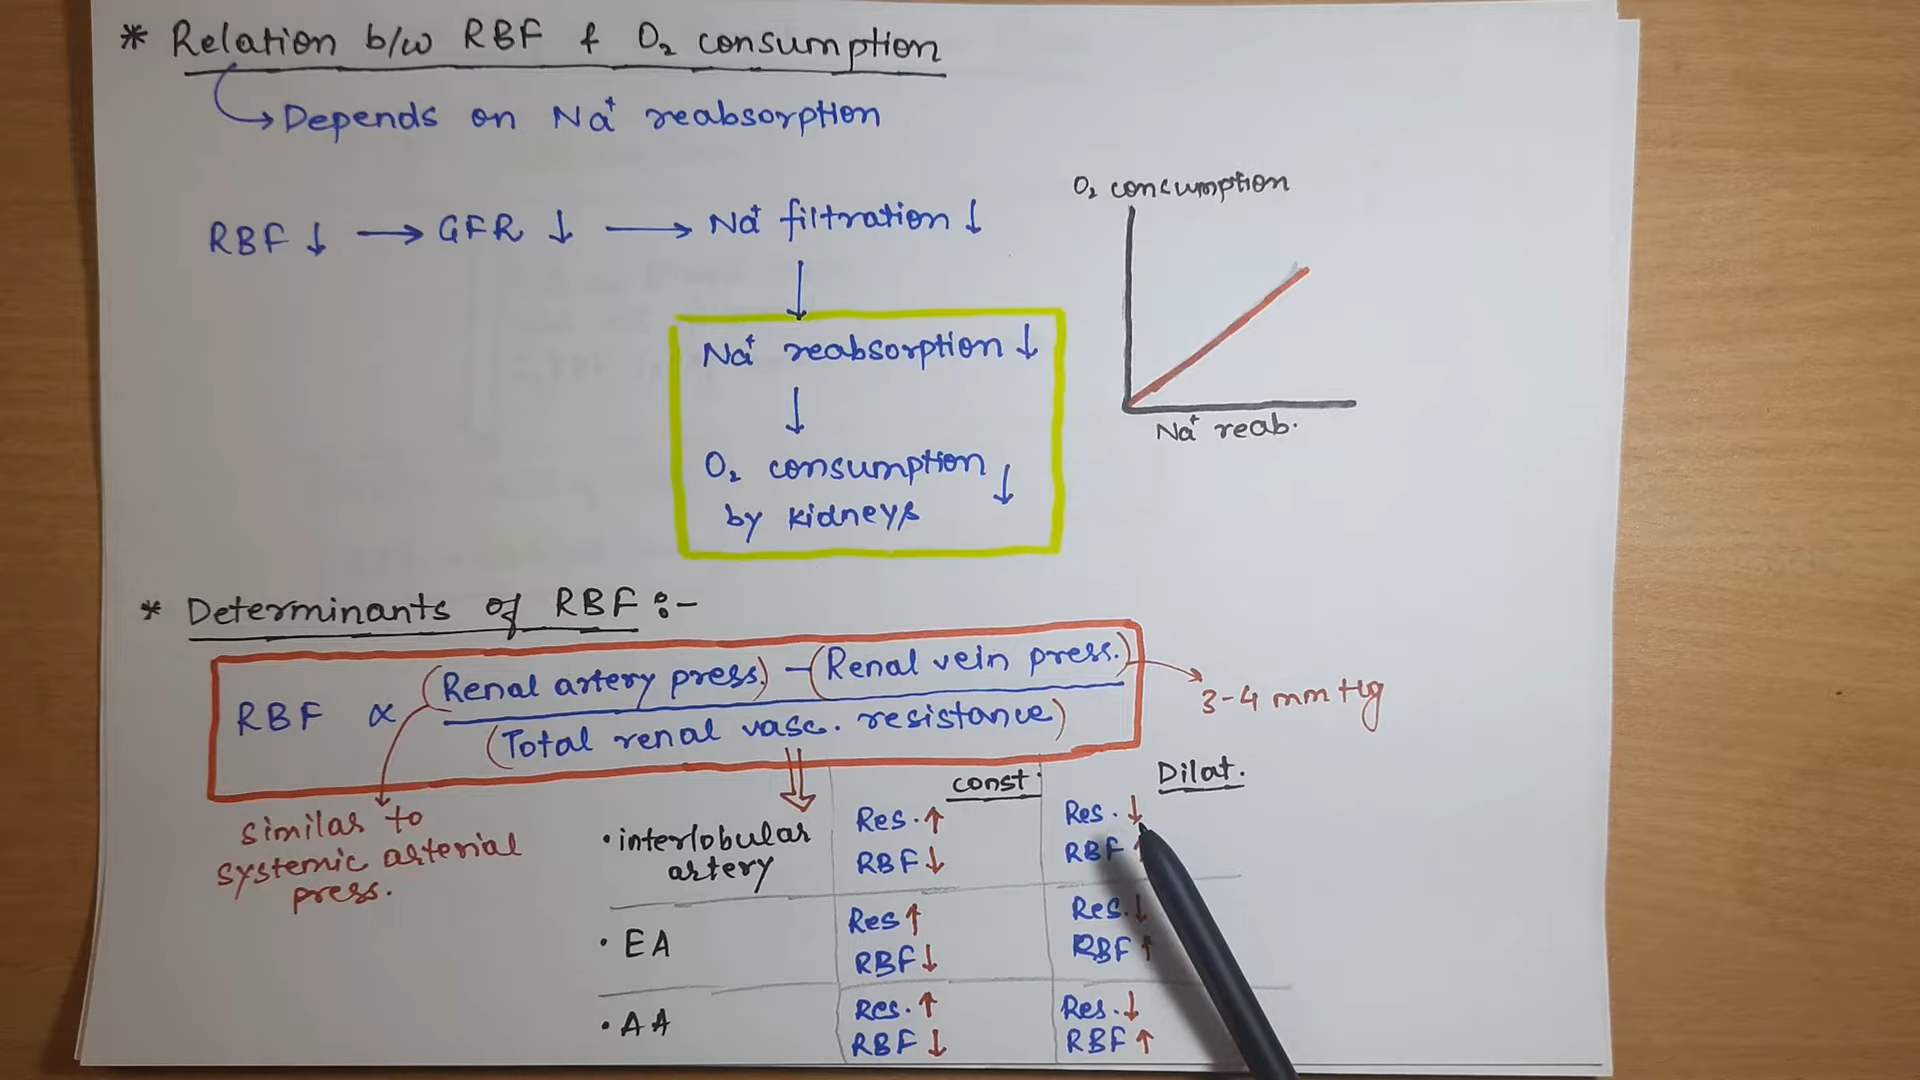 * Relation b/w RBF & O₂ consumption
→ Depends on Na⁺ reabsorption
RBF ↓ → GFR ↓ → Na⁺ filtration ↓
↓
Na⁺ reabsorption ↓
↓
O₂ consumption ↓
by kidneys
O₂ consumption
Na⁺ reab.
* Determinants of RBF :-
RBF ∝ (Renal artery press.) - (Renal vein press.)
(Total renal vasc. resistance)
3-4 mm Hg
similar to
systemic arterial
press.
const. Dilat.
• interlobular artery
Res. ↑ Res. ↓
RBF ↓ RBF ↑
• EA
Res ↑ Res. ↓
RBF ↓ RBF ↑
• AA
Res. ↑ Res. ↓
RBF ↓ RBF ↑